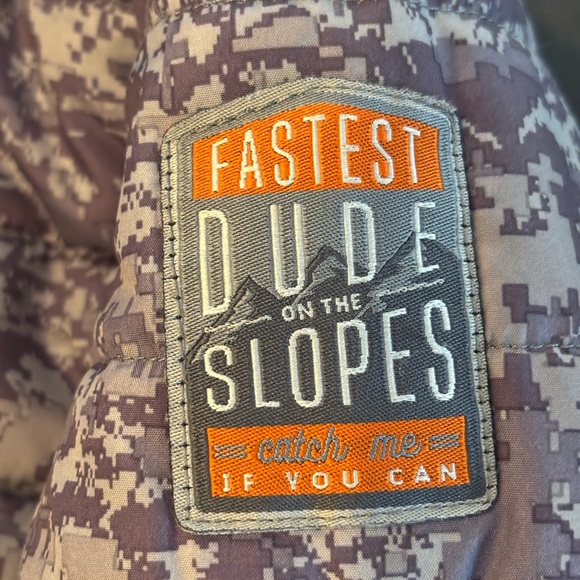 FASTEST
DUDE
ON THE
SLOPES
catch me
IF YOU CAN